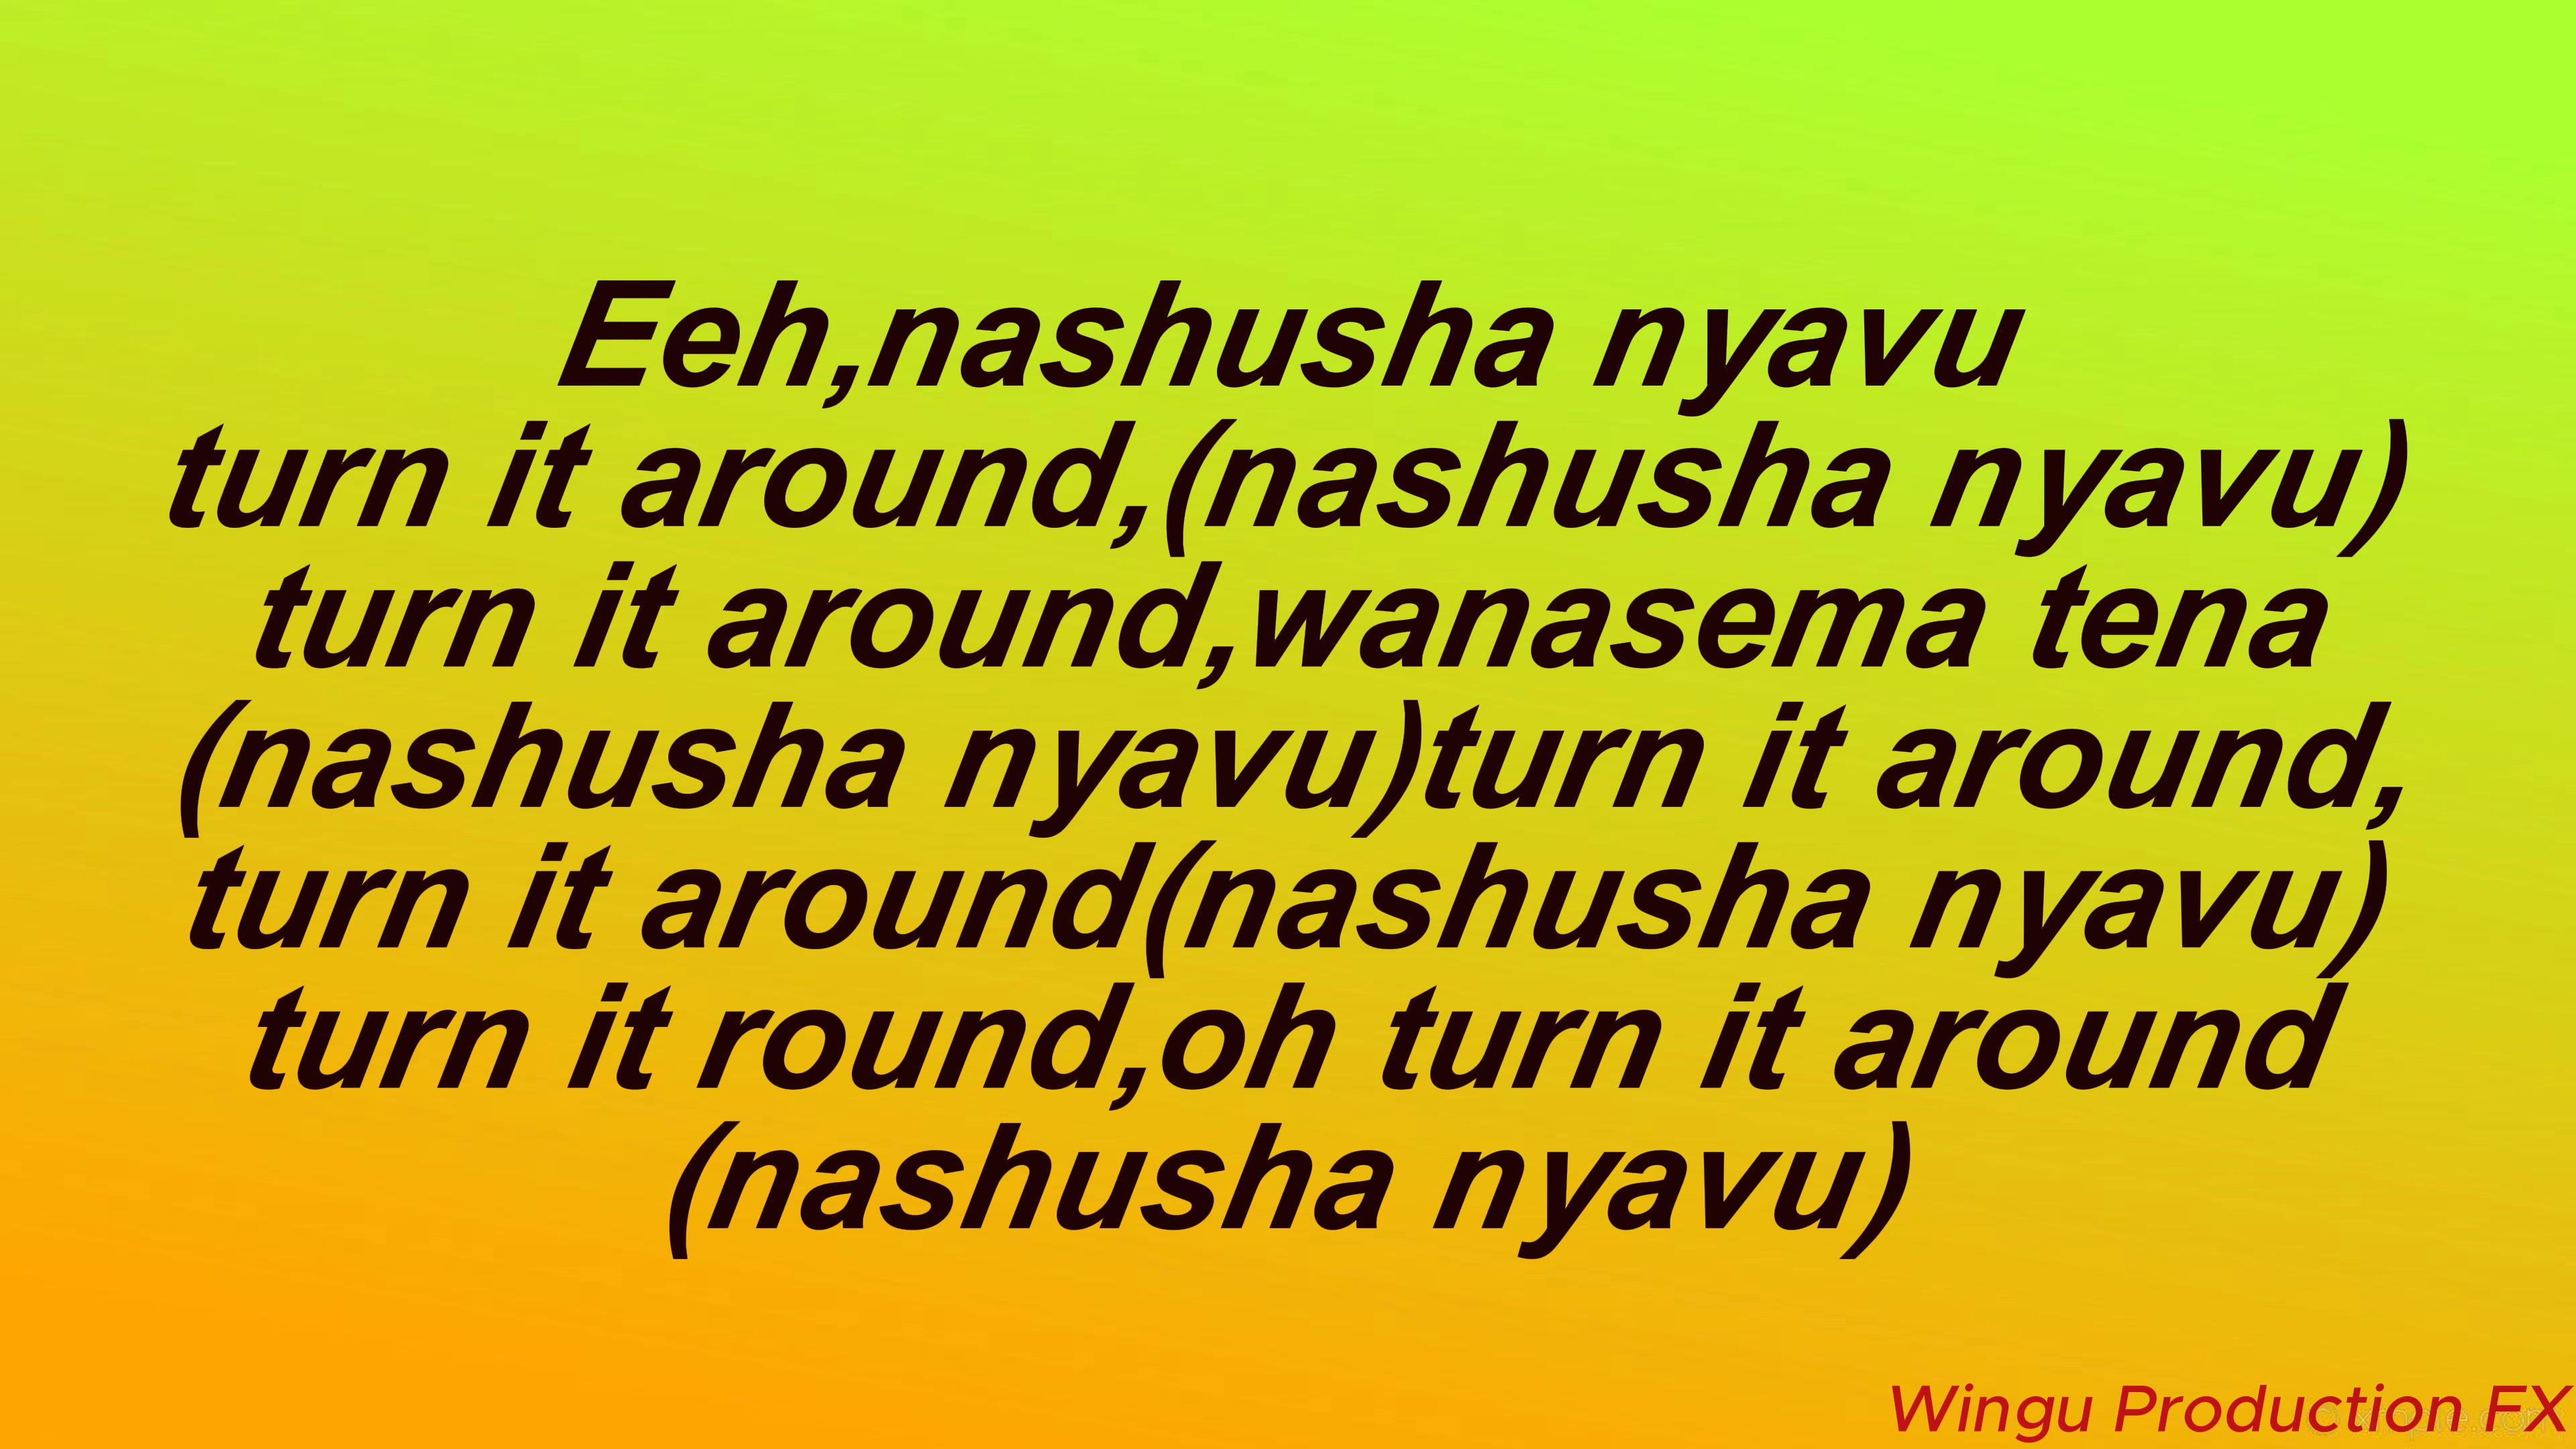 Eeh,nashusha nyavu
turn it around,(nashusha nyavu)
turn it around,wanasema tena
(nashusha nyavu)turn it around,
turn it around(nashusha nyavu)
turn it round,oh turn it around
(nashusha nyavu)
Wingu Production FX